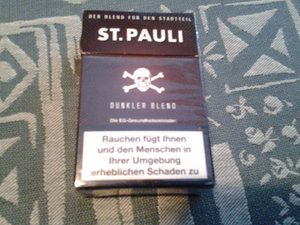 DER BLEND FÜR DEN STADTTEIL
ST. PAULI
DUNKLER BLEND
Die EG-Gesundheitsminister:
Rauchen fügt Ihnen
und den Menschen in
Ihrer Umgebung
erheblichen Schaden zu